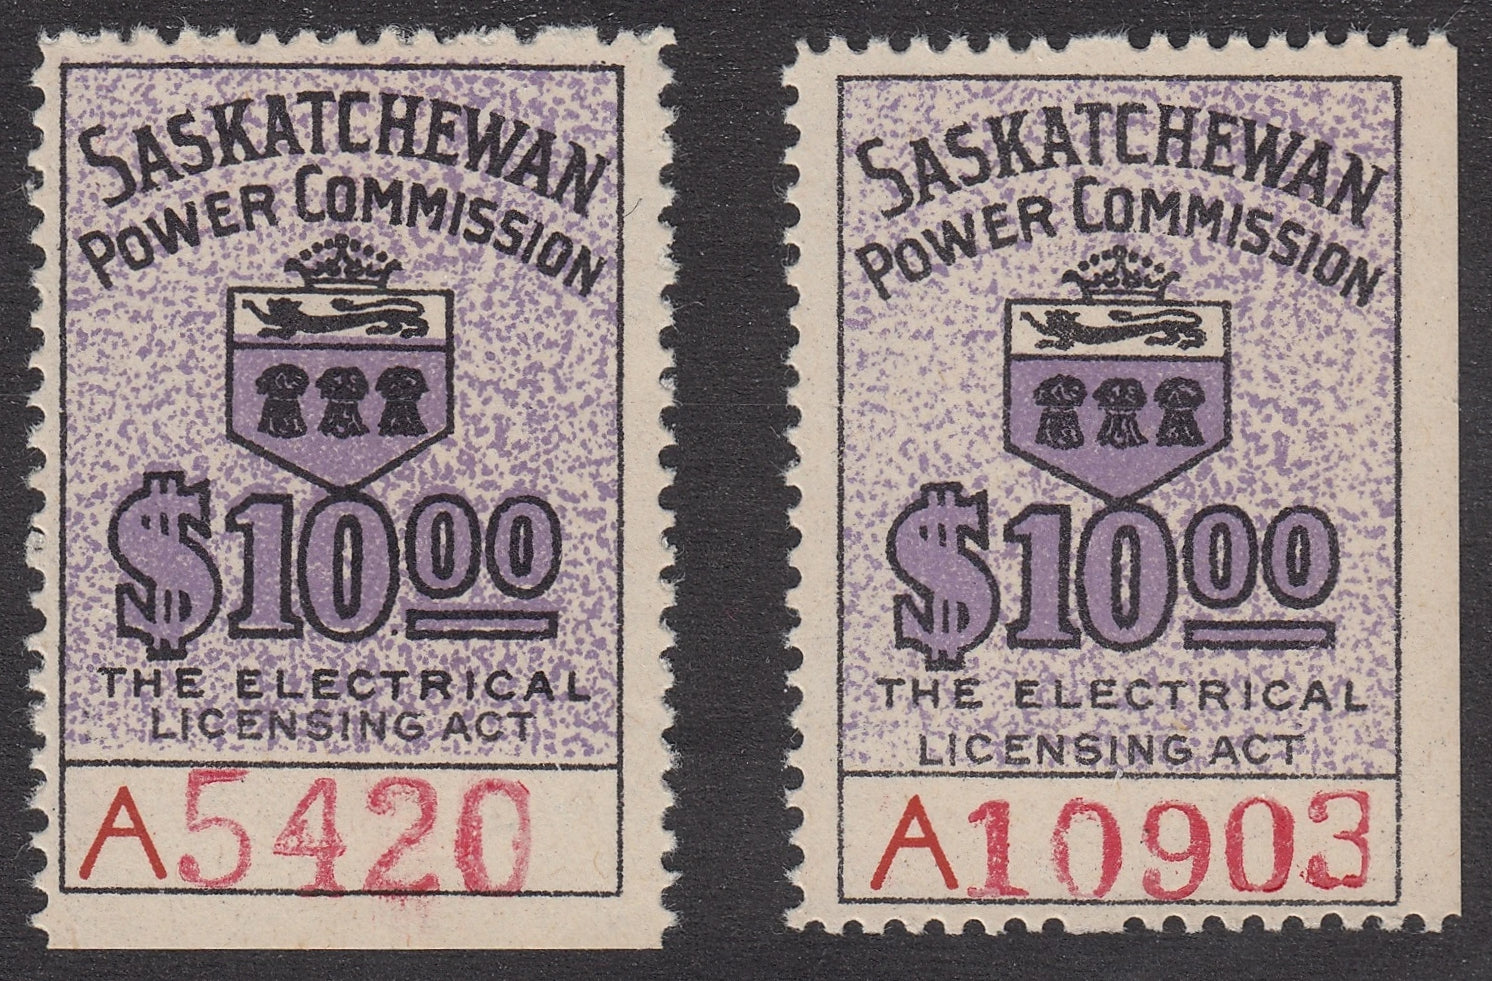 SASKATCHEWAN
POWER COMMISSION
$10.00
THE ELECTRICAL
LICENSING ACT
A5420
SASKATCHEWAN
POWER COMMISSION
$10.00
THE ELECTRICAL
LICENSING ACT
A10903